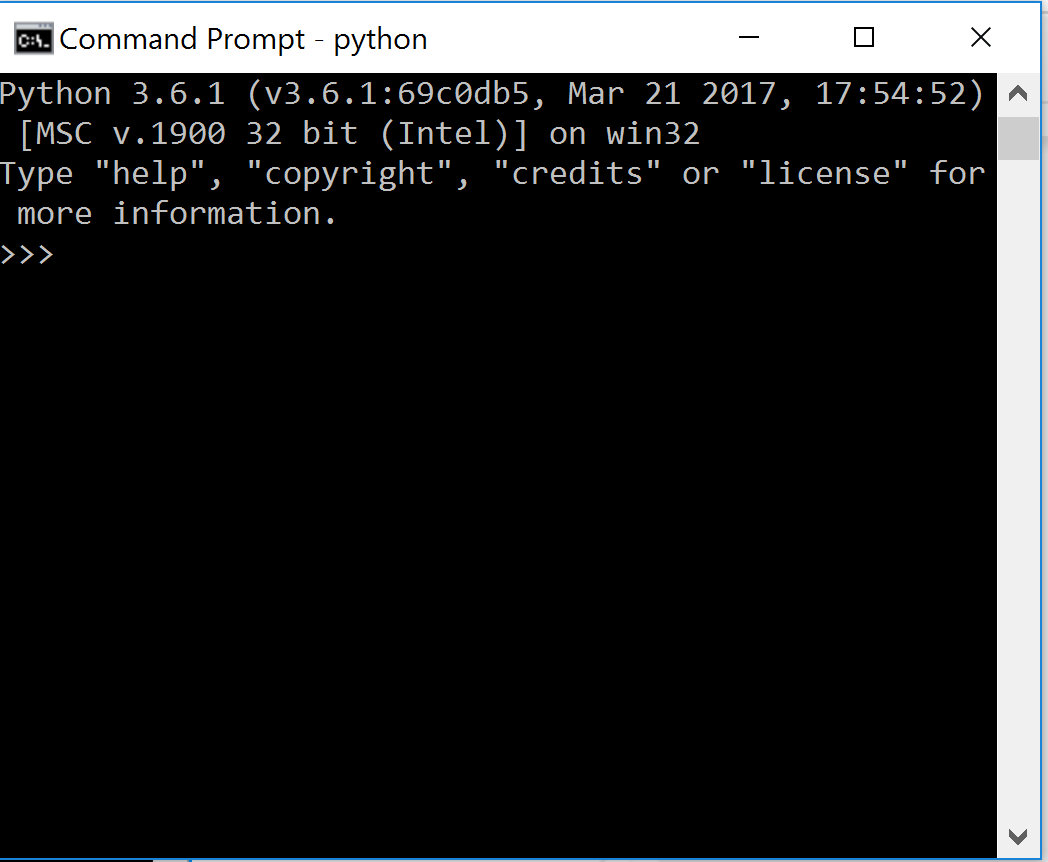 Command Prompt - python
Python 3.6.1 (v3.6.1:69c0db5, Mar 21 2017, 17:54:52)
[MSC v.1900 32 bit (Intel)] on win32
Type "help", "copyright", "credits" or "license" for
more information.
>>>